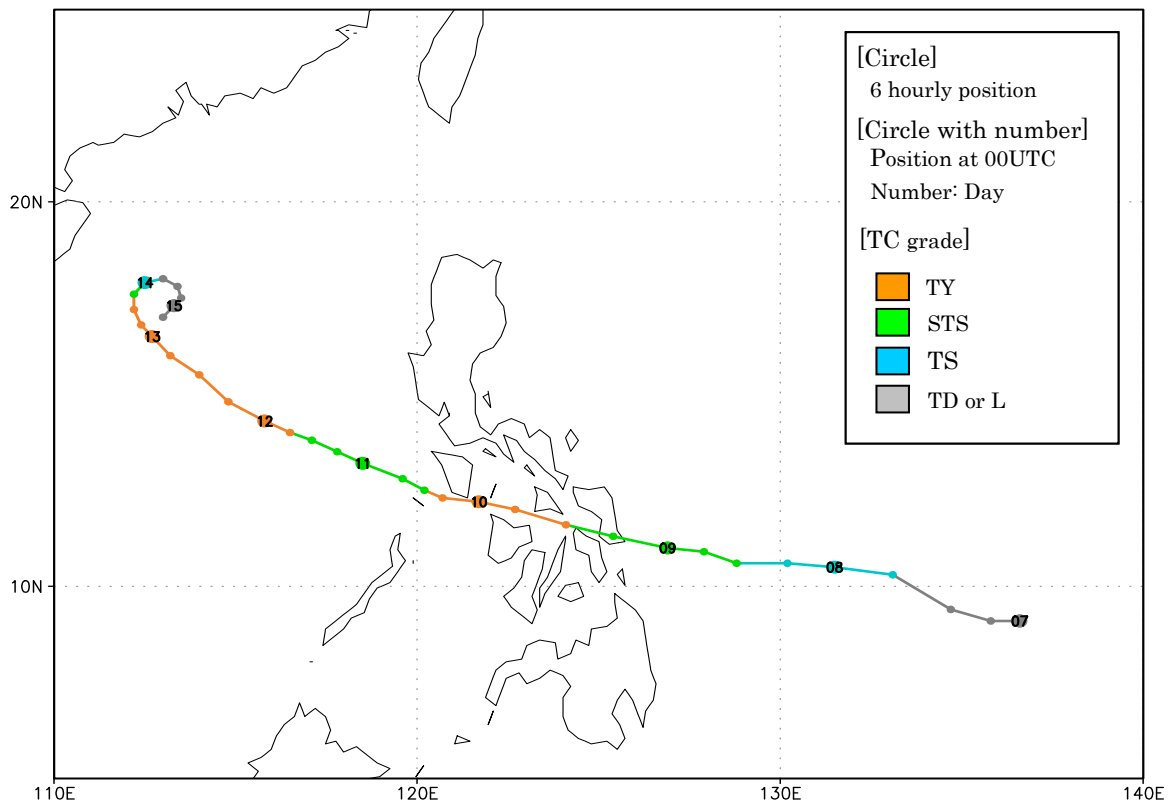 [Circle]
6 hourly position
[Circle with number]
Position at 00UTC
Number: Day
[TC grade]
TY
STS
TS
TD or L
20N
10N
14
15
13
12
11
10
09
08
07
110E
120E
130E
140E